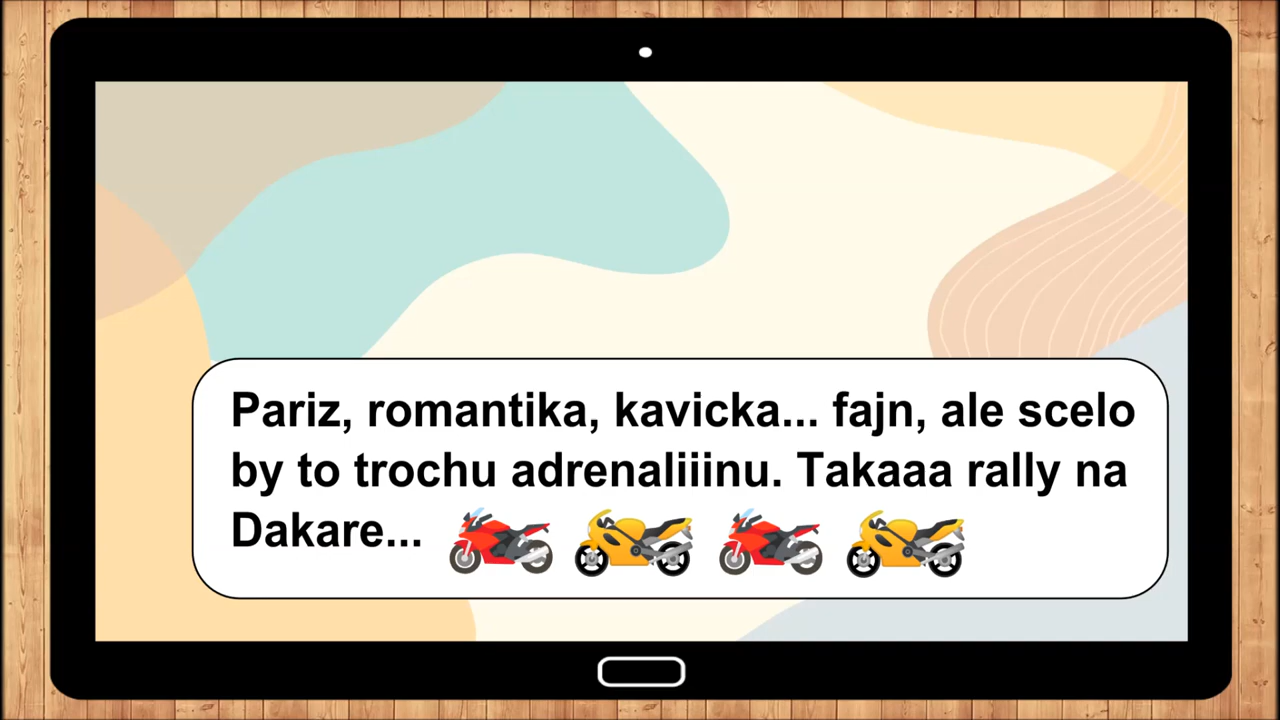 Pariz, romantika, kavicka... fajn, ale scelo
by to trochu adrenaliiinu. Takaaa rally na
Dakare...